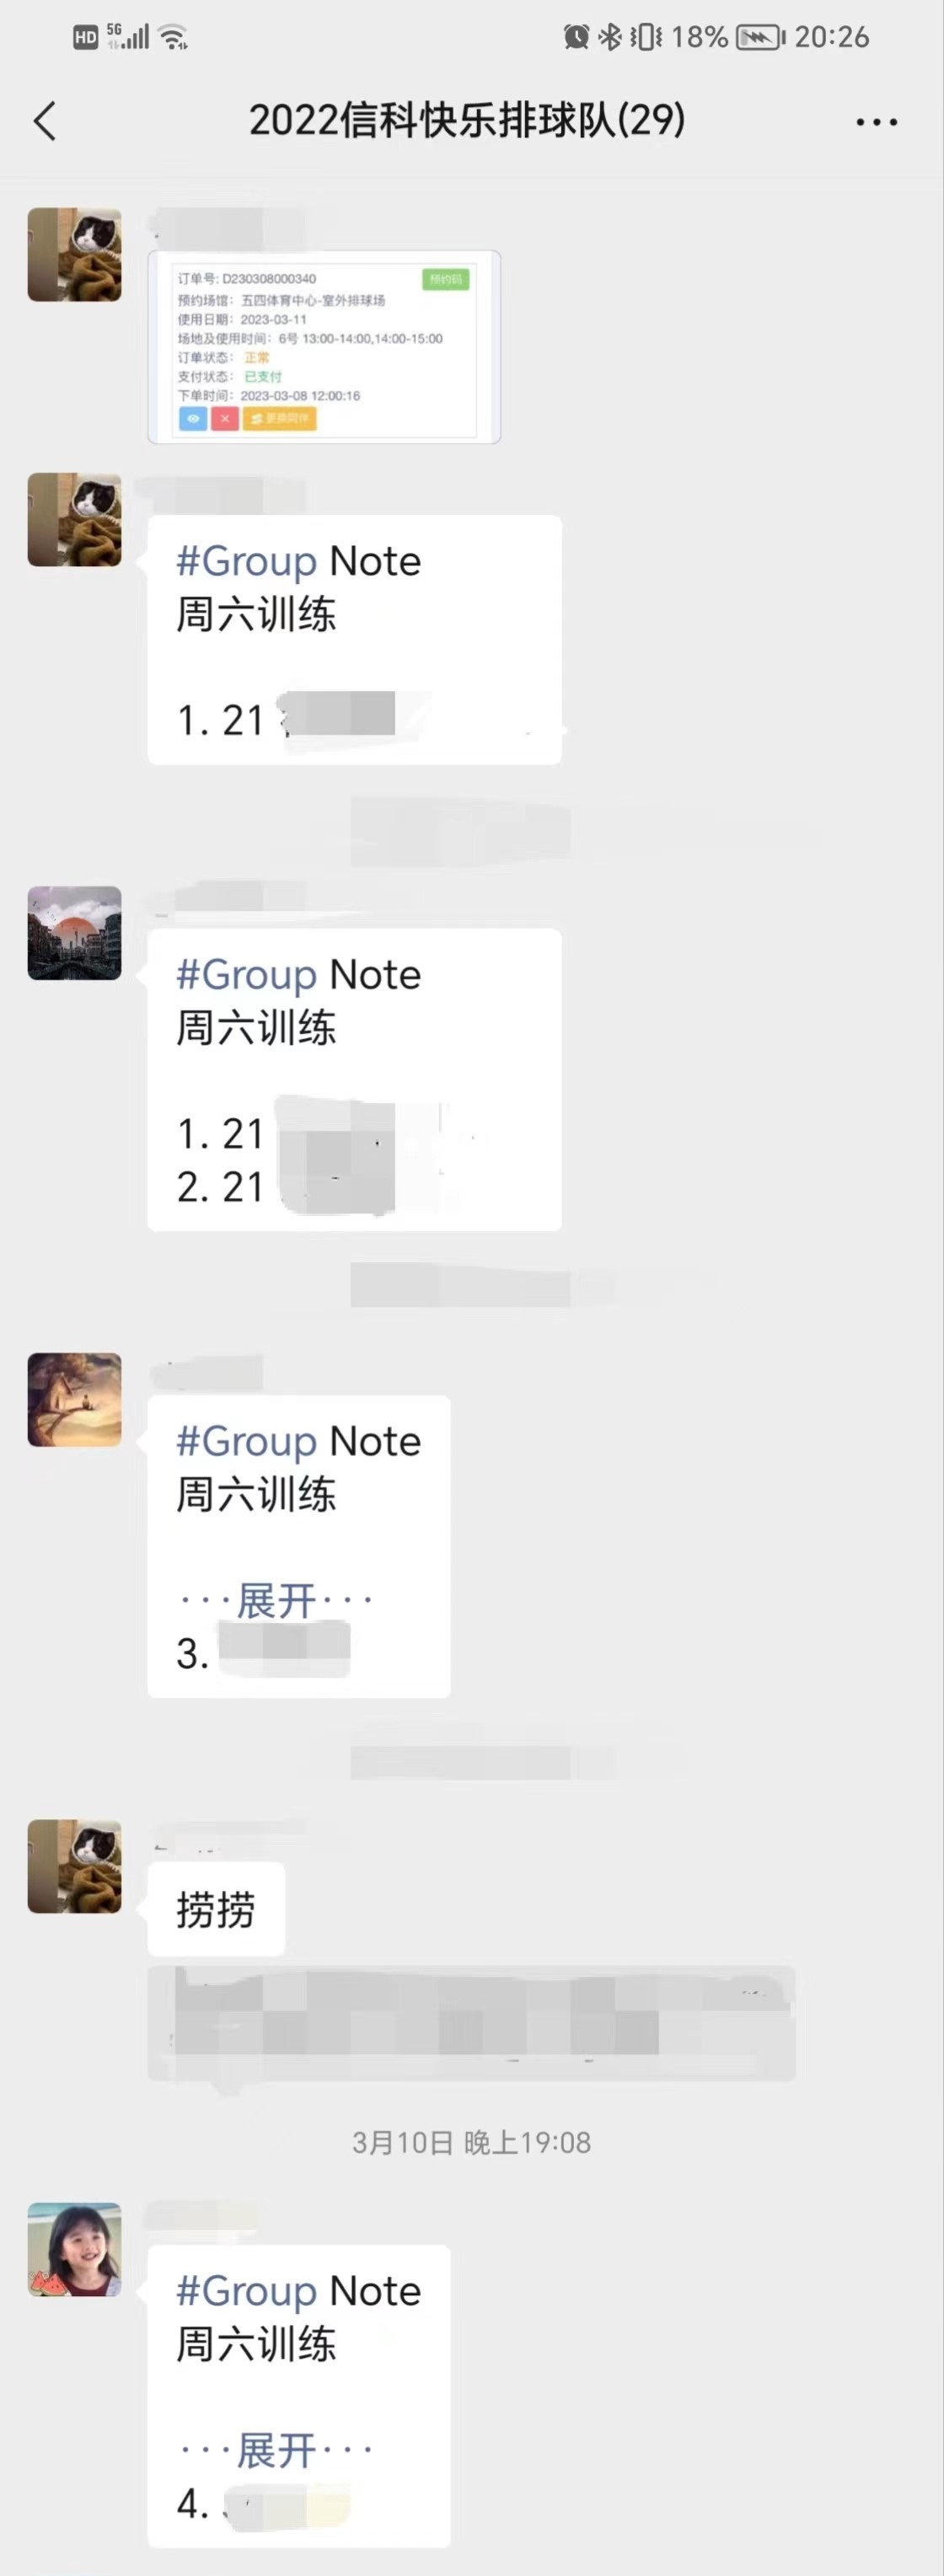 HD 5G 18% 20:26
2022信科快乐排球队(29)
订单号: D230308000340
预约码
预约场馆: 五四体育中心-室外排球场
使用日期: 2023-03-11
场地及使用时间: 6号 13:00-14:00,14:00-15:00
订单状态: 正常
支付状态: 已支付
下单时间: 2023-03-08 12:00:16
更换同伴
#Group Note
周六训练
1. 21
#Group Note
周六训练
1. 21
2. 21
#Group Note
周六训练
···展开···
3.
捞捞
3月10日 晚上19:08
#Group Note
周六训练
···展开···
4.